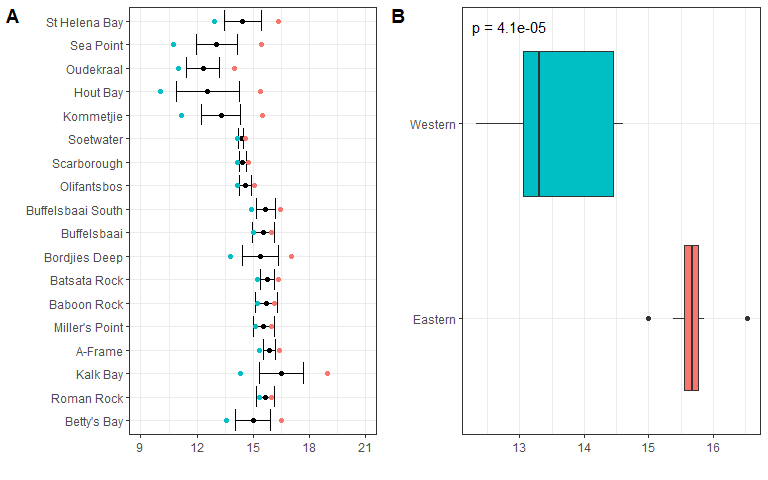 A
St Helena Bay
Sea Point
Oudekraal
Hout Bay
Kommetjie
Soetwater
Scarborough
Olifantsbos
Buffelsbaai South
Buffelsbaai
Bordjies Deep
Batsata Rock
Baboon Rock
Miller's Point
A-Frame
Kalk Bay
Roman Rock
Betty's Bay
9 12 15 18 21
B
p = 4.1e-05
Western
Eastern
13 14 15 16